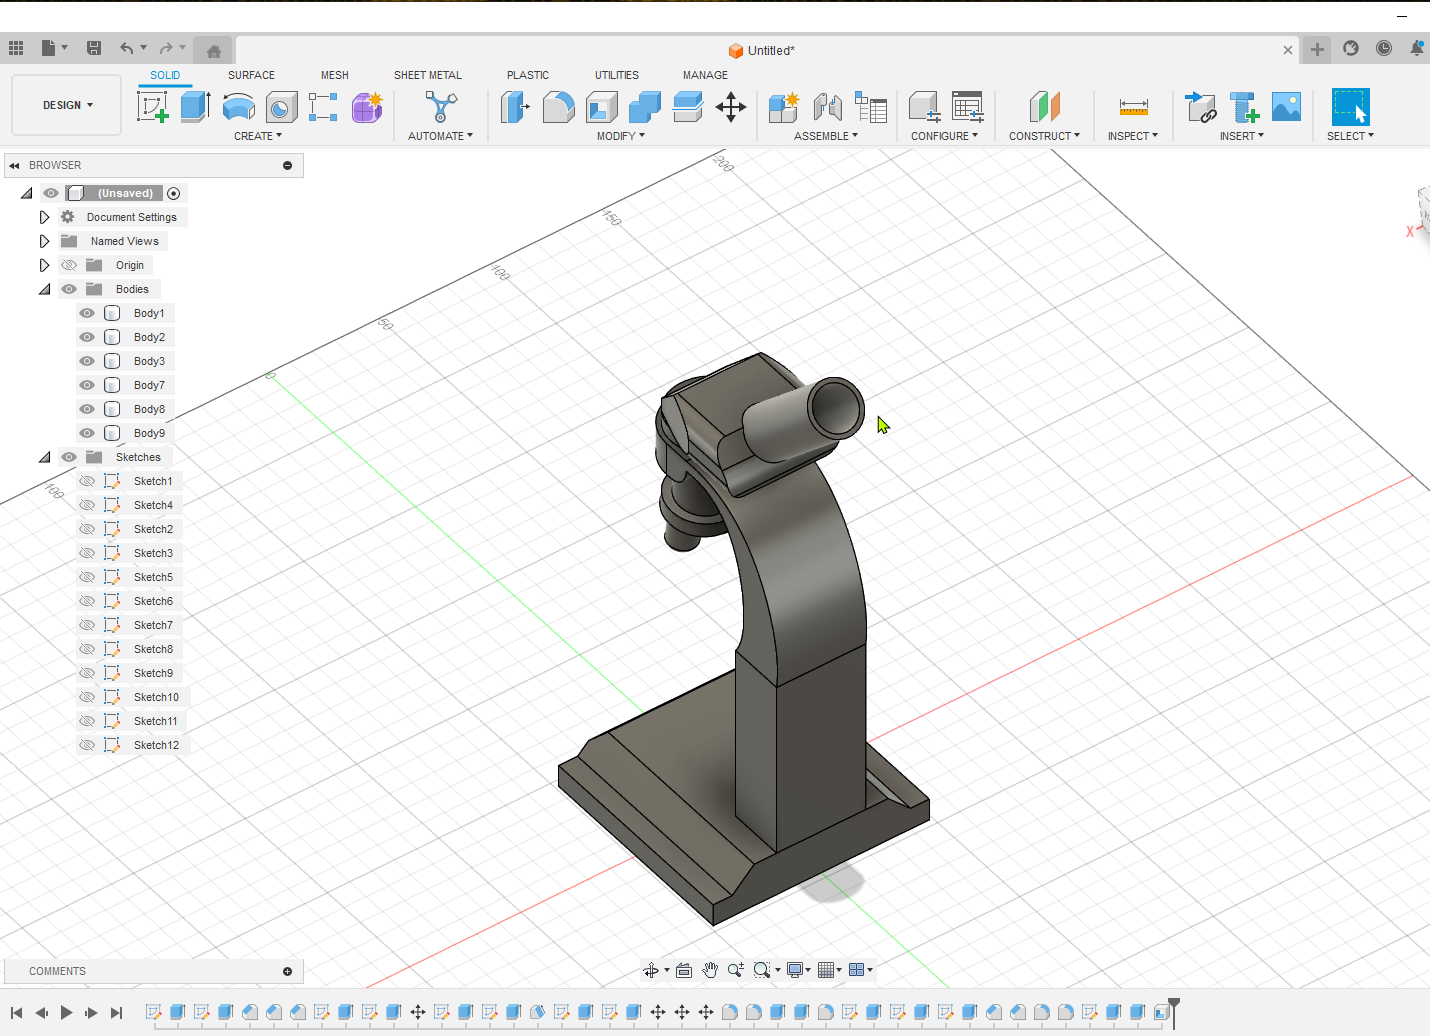 Untitled*
SOLID SURFACE MESH SHEET METAL PLASTIC UTILITIES MANAGE
DESIGN
CREATE AUTOMATE MODIFY ASSEMBLE CONFIGURE CONSTRUCT INSPECT INSERT SELECT
BROWSER
(Unsaved)
Document Settings
Named Views
Origin
Bodies
Body1
Body2
Body3
Body7
Body8
Body9
Sketches
Sketch1
Sketch4
Sketch2
Sketch3
Sketch5
Sketch6
Sketch7
Sketch8
Sketch9
Sketch10
Sketch11
Sketch12
200
150
100
50
0
100
X
COMMENTS